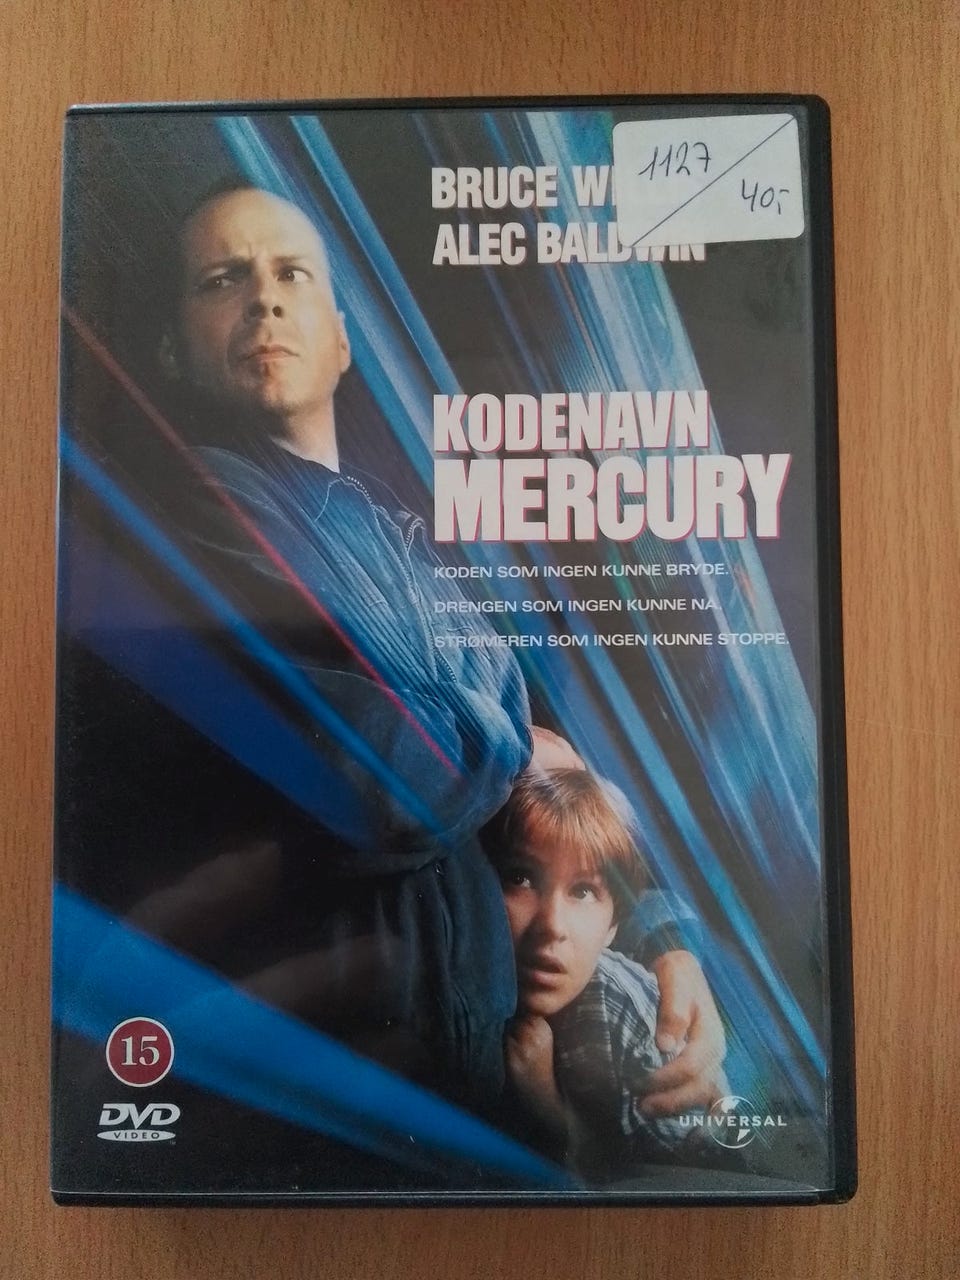 1127
40,-
BRUCE
ALEC BALDWIN
KODENAVN
MERCURY
KODEN SOM INGEN KUNNE BRYDE.
DRENGEN SOM INGEN KUNNE NÅ.
STRØMEREN SOM INGEN KUNNE STOPPE.
15
DVD
VIDEO
UNIVERSAL